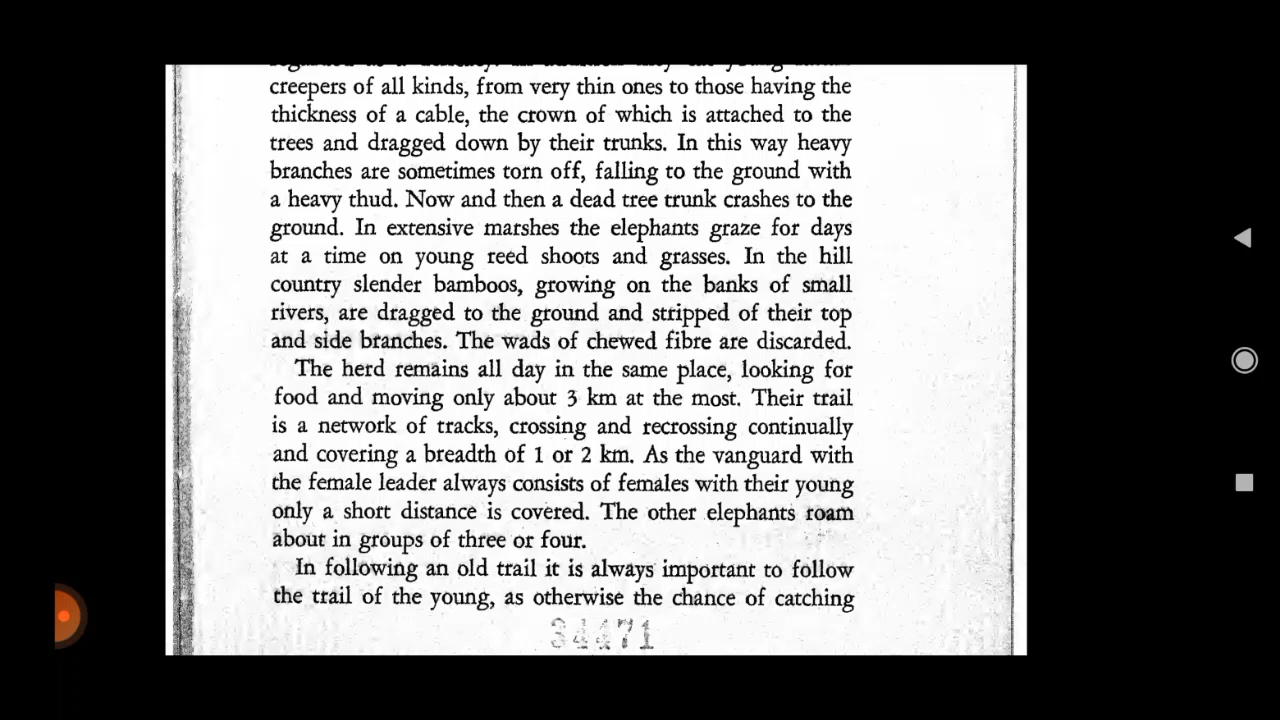 creepers of all kinds, from very thin ones to those having the
thickness of a cable, the crown of which is attached to the
trees and dragged down by their trunks. In this way heavy
branches are sometimes torn off, falling to the ground with
a heavy thud. Now and then a dead tree trunk crashes to the
ground. In extensive marshes the elephants graze for days
at a time on young reed shoots and grasses. In the hill
country slender bamboos, growing on the banks of small
rivers, are dragged to the ground and stripped of their top
and side branches. The wads of chewed fibre are discarded.
The herd remains all day in the same place, looking for
food and moving only about 3 km at the most. Their trail
is a network of tracks, crossing and recrossing continually
and covering a breadth of 1 or 2 km. As the vanguard with
the female leader always consists of females with their young
only a short distance is covered. The other elephants roam
about in groups of three or four.
In following an old trail it is always important to follow
the trail of the young, as otherwise the chance of catching
34471